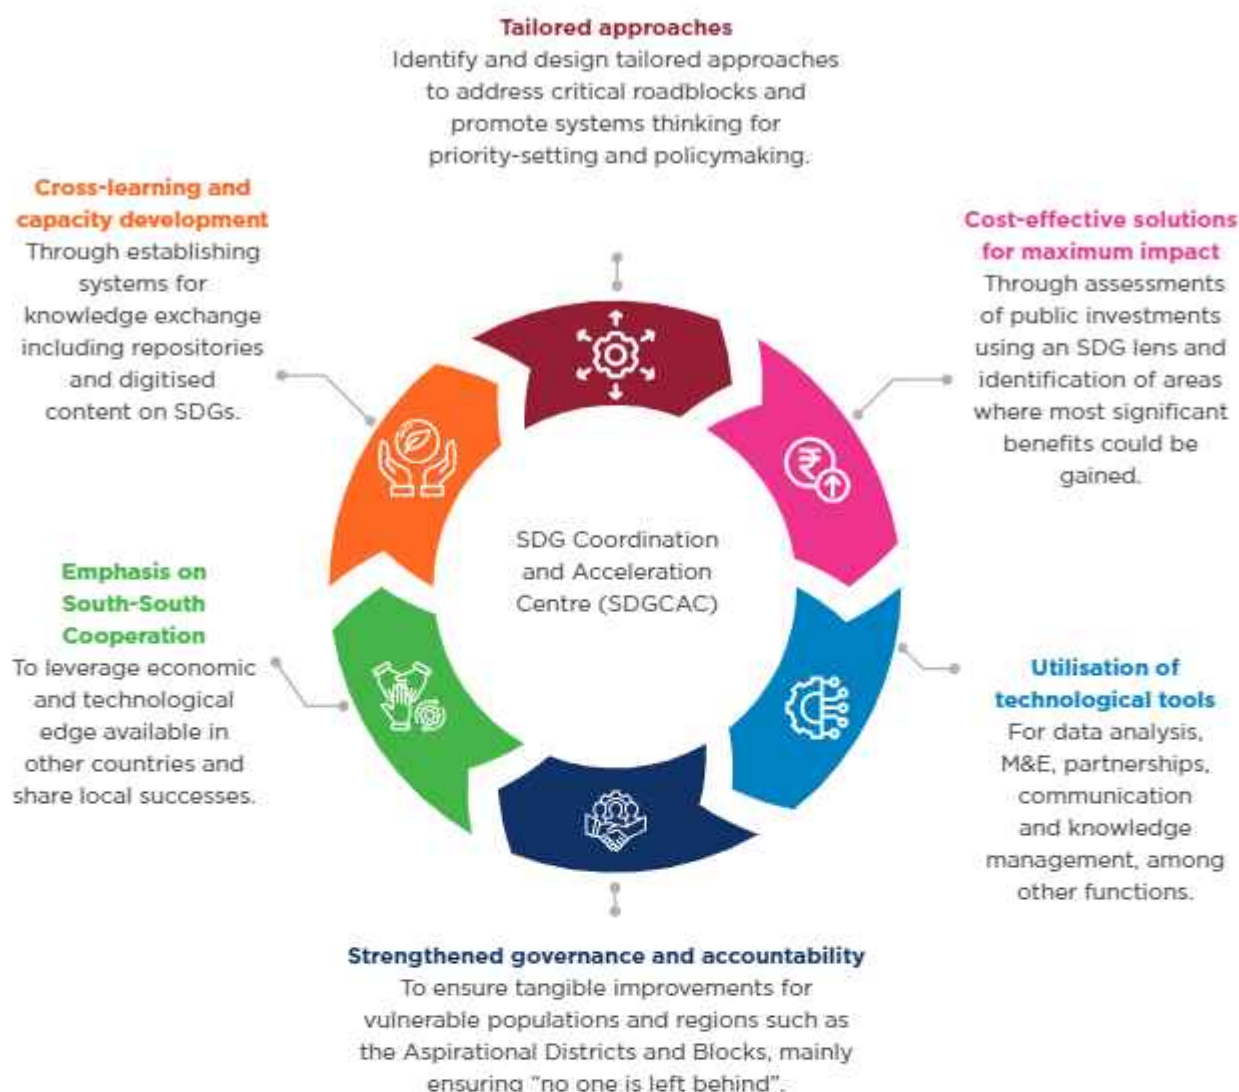 Tailored approaches
Identify and design tailored approaches
to address critical roadblocks and
promote systems thinking for
priority-setting and policymaking.
Cross-learning and
capacity development
Through establishing
systems for
knowledge exchange
including repositories
and digitised
content on SDGs.
Cost-effective solutions
for maximum impact
Through assessments
of public investments
using an SDG lens and
identification of areas
where most significant
benefits could be
gained.
₹
SDG Coordination
and Acceleration
Centre (SDGCAC)
Emphasis on
South-South
Cooperation
To leverage economic
and technological
edge available in
other countries and
share local successes.
Utilisation of
technological tools
For data analysis,
M&E, partnerships,
communication
and knowledge
management, among
other functions.
Strengthened governance and accountability
To ensure tangible improvements for
vulnerable populations and regions such as
the Aspirational Districts and Blocks, mainly
ensuring "no one is left behind".